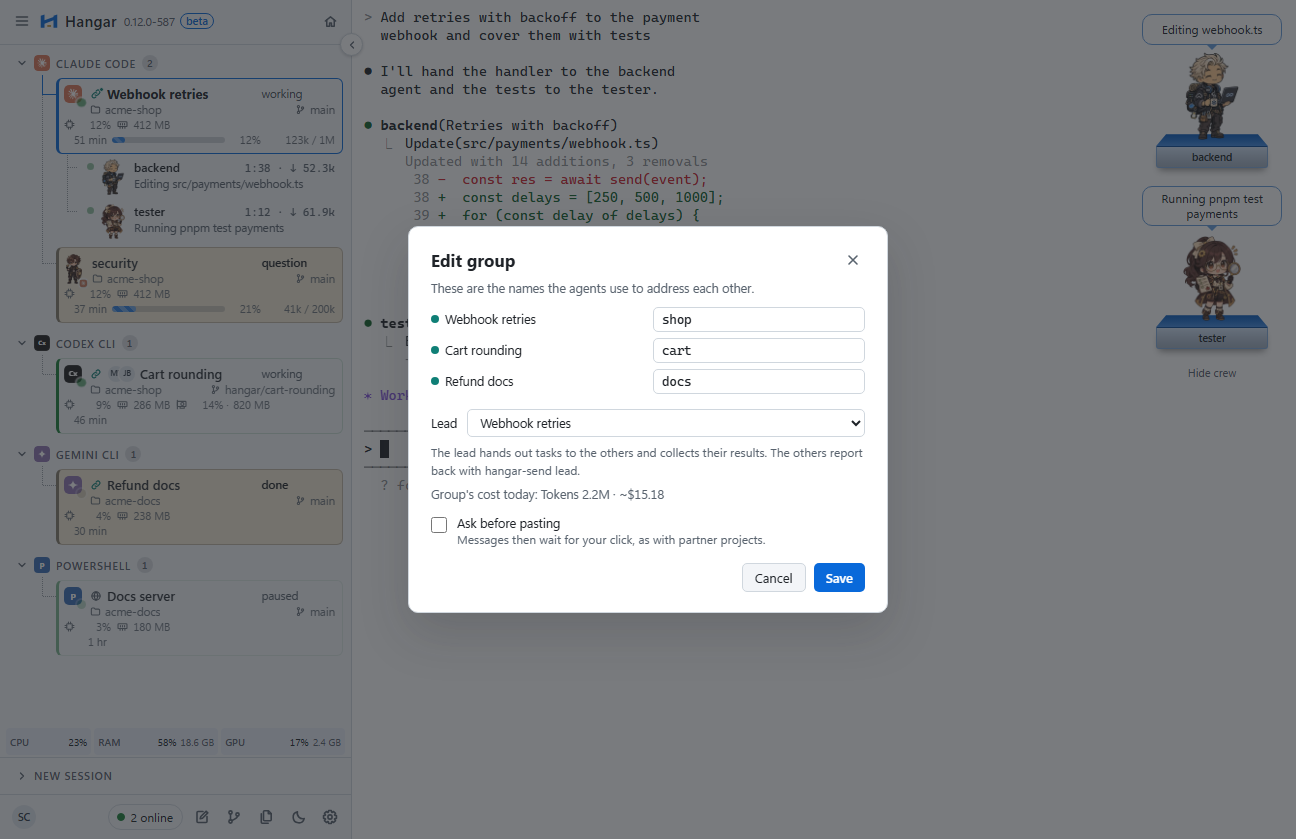 Hangar 0.12.0-587 beta
CLAUDE CODE 2
Webhook retries working
acme-shop main
12% 412 MB
51 min 12% 123k / 1M
backend 1:38 · ↓ 52.3k
Editing src/payments/webhook.ts
tester 1:12 · ↓ 61.9k
Running pnpm test payments
security question
acme-shop main
12% 412 MB
37 min 21% 41k / 200k
CODEX CLI 1
Cx M JB Cart rounding working
acme-shop hangar/cart-rounding
9% 286 MB 14% · 820 MB
46 min
GEMINI CLI 1
Refund docs done
acme-docs main
4% 238 MB
30 min
P POWERSHELL 1
P Docs server paused
acme-docs main
3% 180 MB
1 hr
CPU 23% RAM 58% 18.6 GB GPU 17% 2.4 GB
NEW SESSION
SC 2 online
> Add retries with backoff to the payment
webhook and cover them with tests
● I'll hand the handler to the backend
agent and the tests to the tester.
● backend(Retries with backoff)
Update(src/payments/webhook.ts)
Updated with 14 additions, 3 removals
38 - const res = await send(event);
38 + const delays = [250, 500, 1000];
39 + for (const delay of delays) {
>
Edit group
These are the names the agents use to address each other.
Webhook retries shop
Cart rounding cart
Refund docs docs
Lead Webhook retries
The lead hands out tasks to the others and collects their results. The others report
back with hangar-send lead.
Group's cost today: Tokens 2.2M · ~$15.18
Ask before pasting
Messages then wait for your click, as with partner projects.
Cancel Save
Editing webhook.ts
backend
Running pnpm test
payments
tester
Hide crew